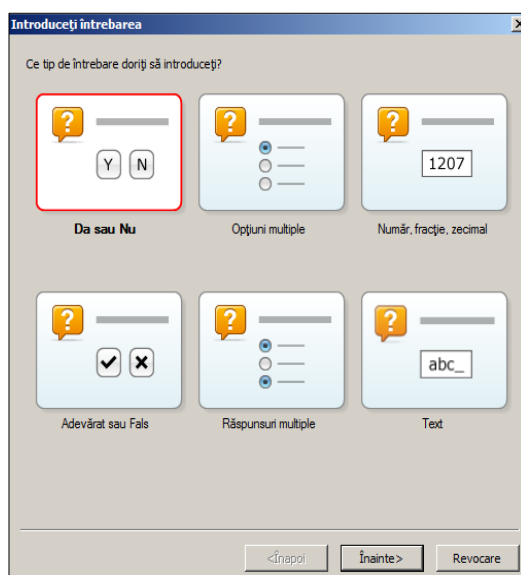 Introduceți întrebarea
Ce tip de întrebare doriți să introduceți?
? Y N
?
? 1207
Da sau Nu
Opțiuni multiple
Număr, fracție, zecimal
?
?
? abc_
Adevărat sau Fals
Răspunsuri multiple
Text
<Înapoi
Înainte>
Revocare